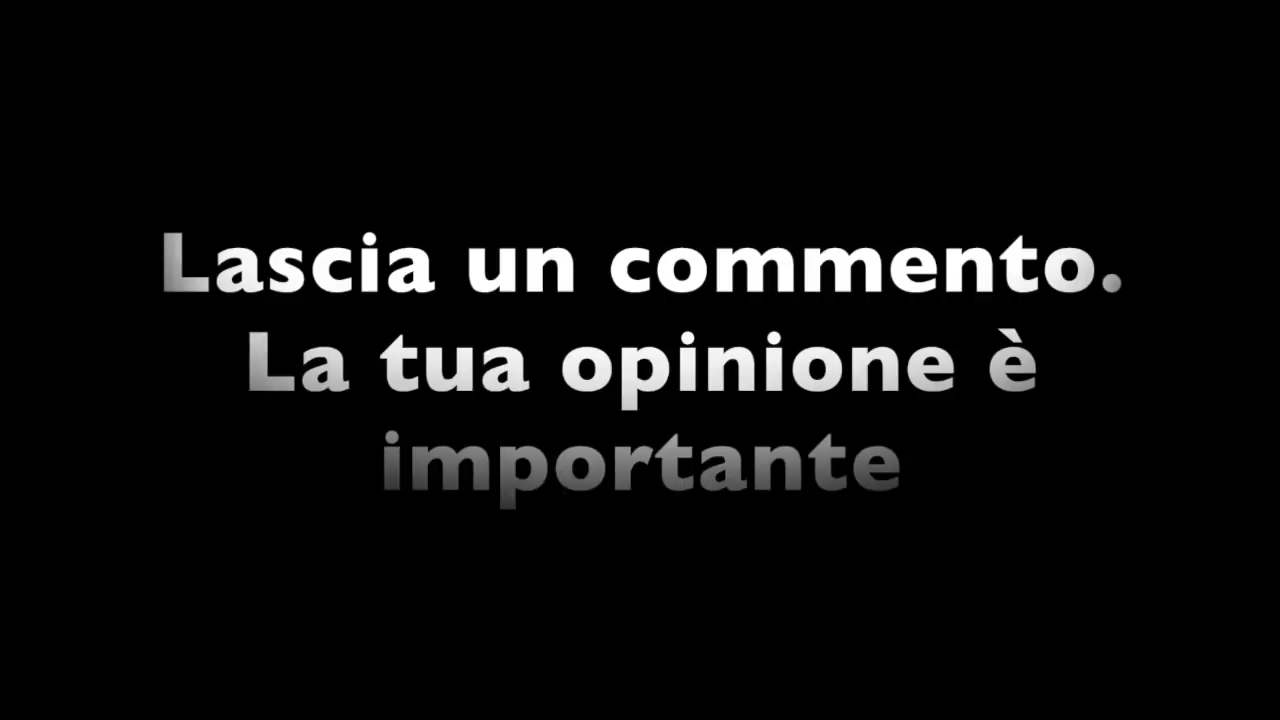 Lascia un commento.
La tua opinione è
importante